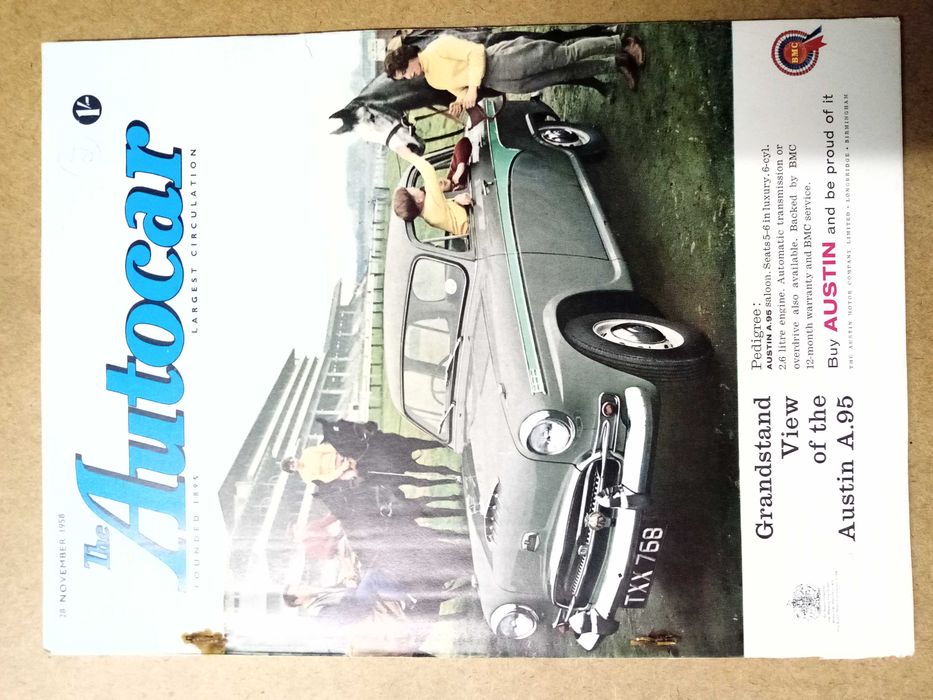 28 NOVEMBER 1958
1/-
The Autocar
FOUNDED 1895
LARGEST CIRCULATION
TXX 768
Grandstand
View
of the
Austin A.95
Pedigree:
AUSTIN A.95 saloon. Seats 5-6 in luxury. 6-cyl.
2.6 litre engine. Automatic transmission or
overdrive also available. Backed by BMC
12-month warranty and BMC service.
Buy AUSTIN and be proud of it
THE AUSTIN MOTOR COMPANY LIMITED · LONGBRIDGE · BIRMINGHAM
BMC